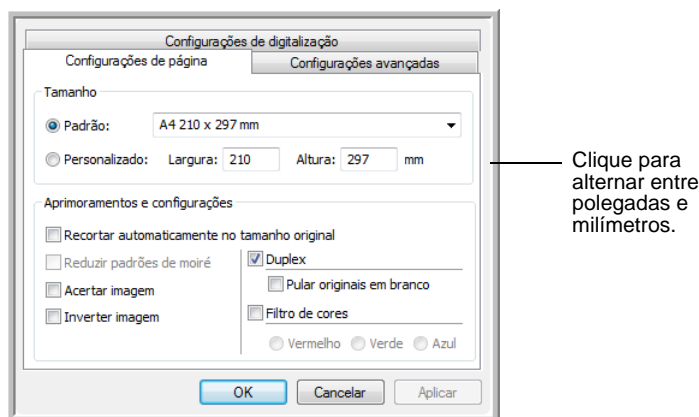 Configurações de digitalização
Configurações de página
Configurações avançadas
Tamanho
Padrão:
A4 210 x 297 mm
Personalizado:
Largura:
210
Altura:
297
mm
Clique para
alternar entre
polegadas e
milímetros.
Aprimoramentos e configurações
Recortar automaticamente no tamanho original
Reduzir padrões de moiré
Acertar imagem
Inverter imagem
Duplex
Pular originais em branco
Filtro de cores
Vermelho
Verde
Azul
OK
Cancelar
Aplicar